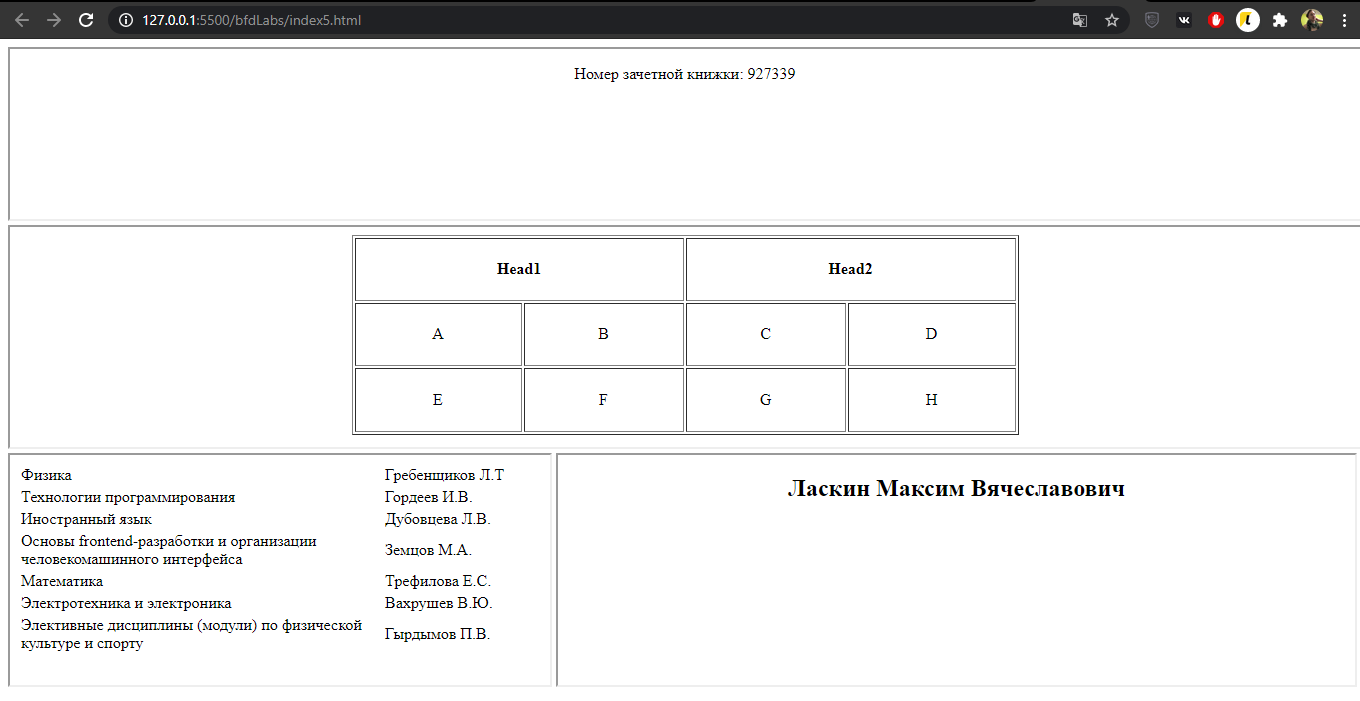 127.0.0.1:5500/bfdLabs/index5.html
Номер зачетной книжки: 927339
Head1 Head2
A B C D
E F G H
Физика Гребенщиков Л.Т
Технологии программирования Гордеев И.В.
Иностранный язык Дубовцева Л.В.
Основы frontend-разработки и организации
человекомашинного интерфейса Земцов М.А.
Математика Трефилова Е.С.
Электротехника и электроника Вахрушев В.Ю.
Элективные дисциплины (модули) по физической
культуре и спорту Гырдымов П.В.
Ласкин Максим Вячеславович